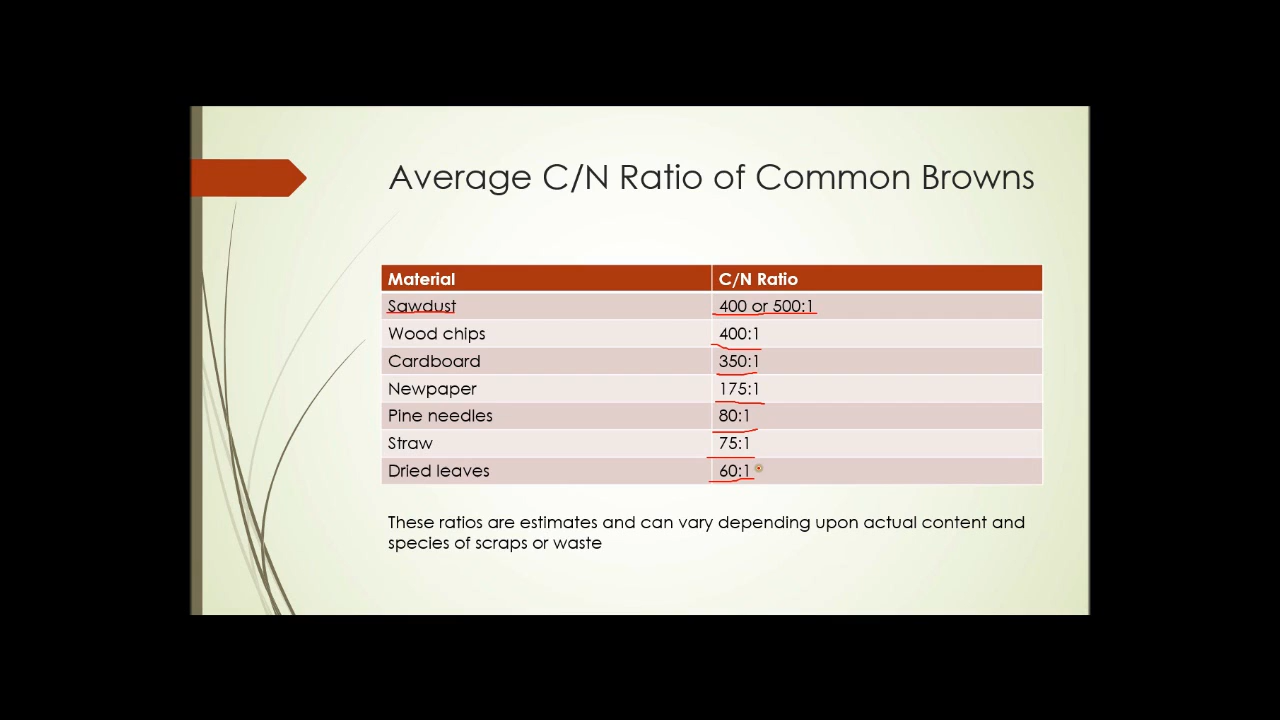 Average C/N Ratio of Common Browns
Material C/N Ratio
Sawdust 400 or 500:1
Wood chips 400:1
Cardboard 350:1
Newpaper 175:1
Pine needles 80:1
Straw 75:1
Dried leaves 60:1
These ratios are estimates and can vary depending upon actual content and
species of scraps or waste